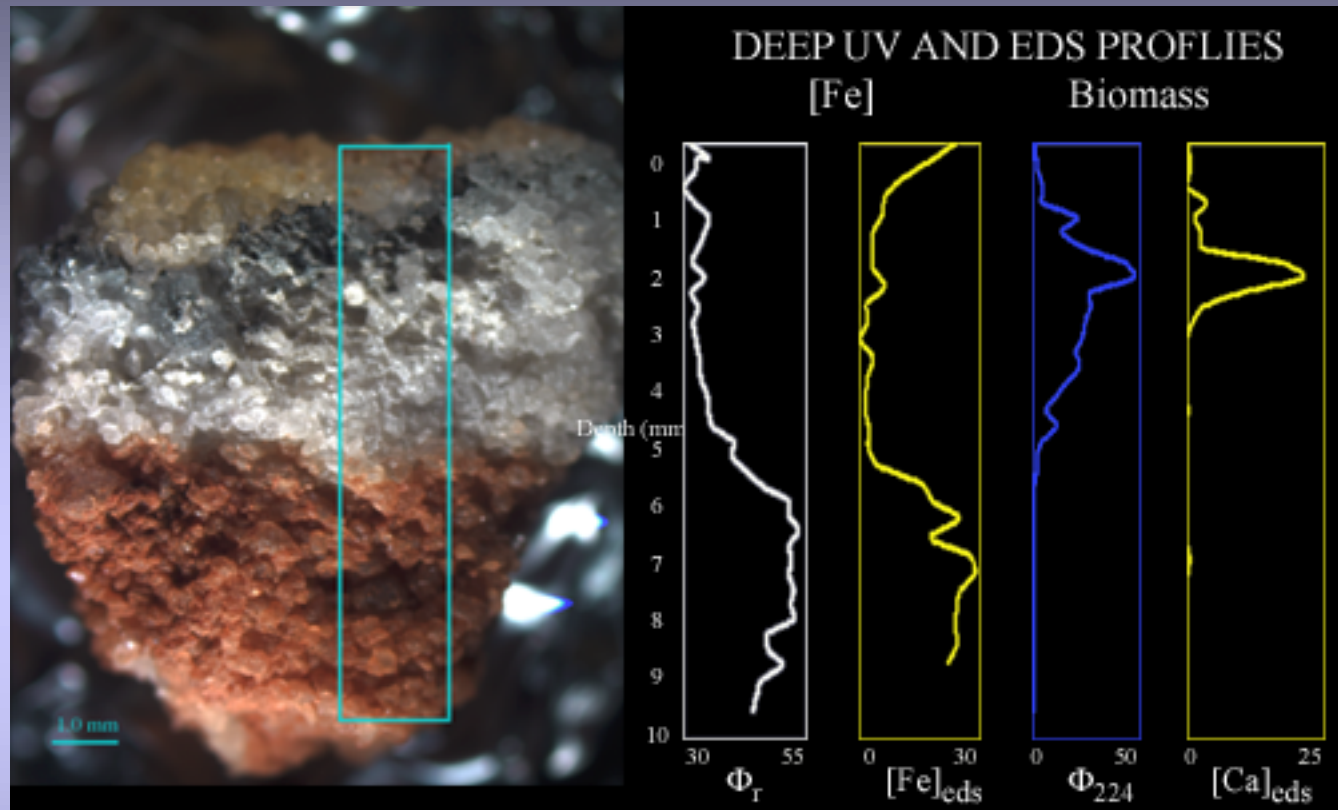 DEEP UV AND EDS PROFLIES
[Fe] Biomass
0
1
2
3
4
Depth (mm
5
6
7
8
9
10
30 55 0 30 0 50 0 25
Φr [Fe]eds Φ224 [Ca]eds
1.0 mm